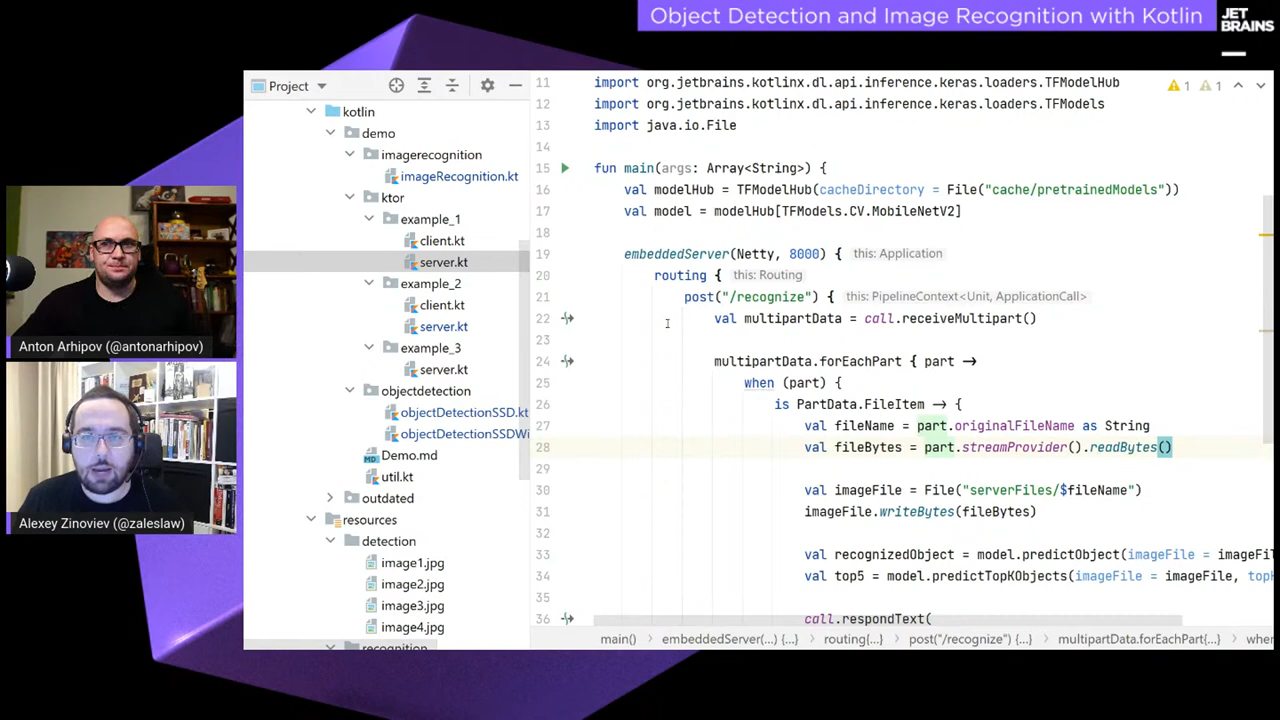 Object Detection and Image Recognition with Kotlin
JET
BRAINS
Project
kotlin
demo
imagerecognition
imageRecognition.kt
ktor
example_1
client.kt
server.kt
example_2
client.kt
server.kt
example_3
server.kt
objectdetection
objectDetectionSSD.kt
objectDetectionSSDWi
Demo.md
util.kt
outdated
resources
detection
image1.jpg
image2.jpg
image3.jpg
image4.jpg
recognition
1 1
11 import org.jetbrains.kotlinx.dl.api.inference.keras.loaders.TFModelHub
12 import org.jetbrains.kotlinx.dl.api.inference.keras.loaders.TFModels
13 import java.io.File
15 fun main(args: Array<String>) {
16 val modelHub = TFModelHub(cacheDirectory = File("cache/pretrainedModels"))
17 val model = modelHub[TFModels.CV.MobileNetV2]
18
19 embeddedServer(Netty, 8000) { this: Application
20 routing { this: Routing
21 post("/recognize") { this: PipelineContext<Unit, ApplicationCall>
22 val multipartData = call.receiveMultipart()
23
24 multipartData.forEachPart { part →
25 when (part) {
26 is PartData.FileItem → {
27 val fileName = part.originalFileName as String
28 val fileBytes = part.streamProvider().readBytes()
29
30 val imageFile = File("serverFiles/$fileName")
31 imageFile.writeBytes(fileBytes)
32
33 val recognizedObject = model.predictObject(imageFile = imageFil
34 val top5 = model.predictTopKObjects(imageFile = imageFile, topK
36 call.respondText(
main() › embeddedServer(...) {...} › routing{...} › post("/recognize") {...} › multipartData.forEachPart{...} › whe
Anton Arhipov (@antonarhipov)
Alexey Zinoviev (@zaleslaw)